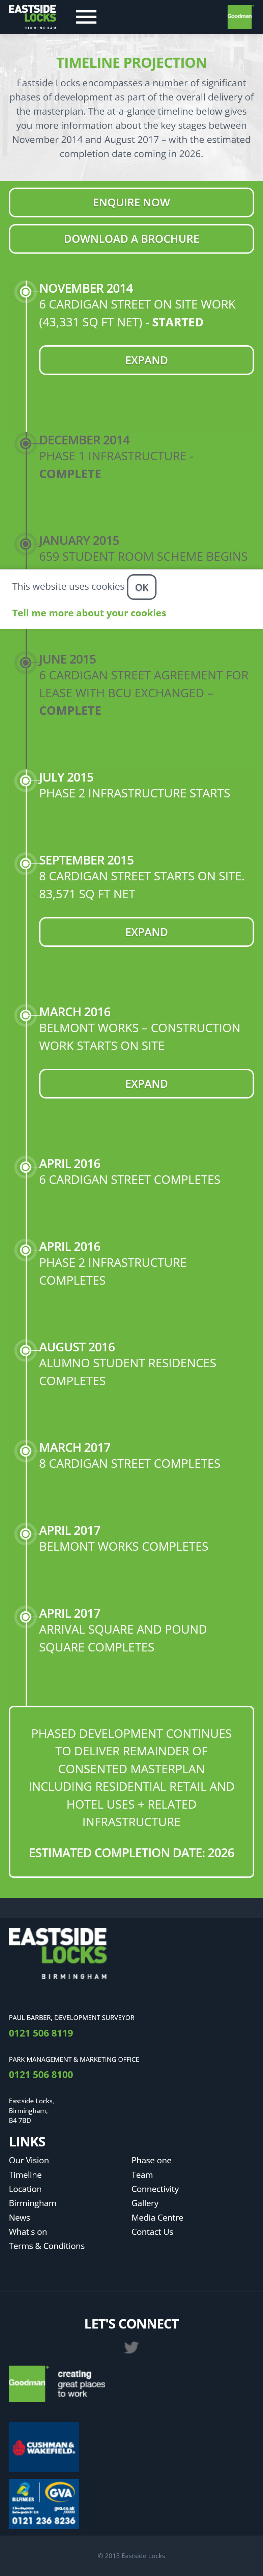 EASTSIDE
LOCKS
BIRMINGHAM
Goodman
TIMELINE PROJECTION
Eastside Locks encompasses a number of significant
phases of development as part of the overall delivery of
the masterplan. The at-a-glance timeline below gives
you more information about the key stages between
November 2014 and August 2017 – with the estimated
completion date coming in 2026.
ENQUIRE NOW
DOWNLOAD A BROCHURE
NOVEMBER 2014
6 CARDIGAN STREET ON SITE WORK
(43,331 SQ FT NET) - STARTED
EXPAND
DECEMBER 2014
PHASE 1 INFRASTRUCTURE -
COMPLETE
JANUARY 2015
659 STUDENT ROOM SCHEME BEGINS
This website uses cookies OK
Tell me more about your cookies
JUNE 2015
6 CARDIGAN STREET AGREEMENT FOR
LEASE WITH BCU EXCHANGED –
COMPLETE
JULY 2015
PHASE 2 INFRASTRUCTURE STARTS
SEPTEMBER 2015
8 CARDIGAN STREET STARTS ON SITE.
83,571 SQ FT NET
EXPAND
MARCH 2016
BELMONT WORKS – CONSTRUCTION
WORK STARTS ON SITE
EXPAND
APRIL 2016
6 CARDIGAN STREET COMPLETES
APRIL 2016
PHASE 2 INFRASTRUCTURE
COMPLETES
AUGUST 2016
ALUMNO STUDENT RESIDENCES
COMPLETES
MARCH 2017
8 CARDIGAN STREET COMPLETES
APRIL 2017
BELMONT WORKS COMPLETES
APRIL 2017
ARRIVAL SQUARE AND POUND
SQUARE COMPLETES
PHASED DEVELOPMENT CONTINUES
TO DELIVER REMAINDER OF
CONSENTED MASTERPLAN
INCLUDING RESIDENTIAL RETAIL AND
HOTEL USES + RELATED
INFRASTRUCTURE
ESTIMATED COMPLETION DATE: 2026
EASTSIDE
LOCKS
BIRMINGHAM
PAUL BARBER, DEVELOPMENT SURVEYOR
0121 506 8119
PARK MANAGEMENT & MARKETING OFFICE
0121 506 8100
Eastside Locks,
Birmingham,
B4 7BD
LINKS
Our Vision
Timeline
Location
Birmingham
News
What's on
Terms & Conditions
Phase one
Team
Connectivity
Gallery
Media Centre
Contact Us
LET'S CONNECT
Goodman
creating
great places
to work
CUSHMAN &
WAKEFIELD
BILFINGER
GVA
0121 236 8236
© 2015 Eastside Locks